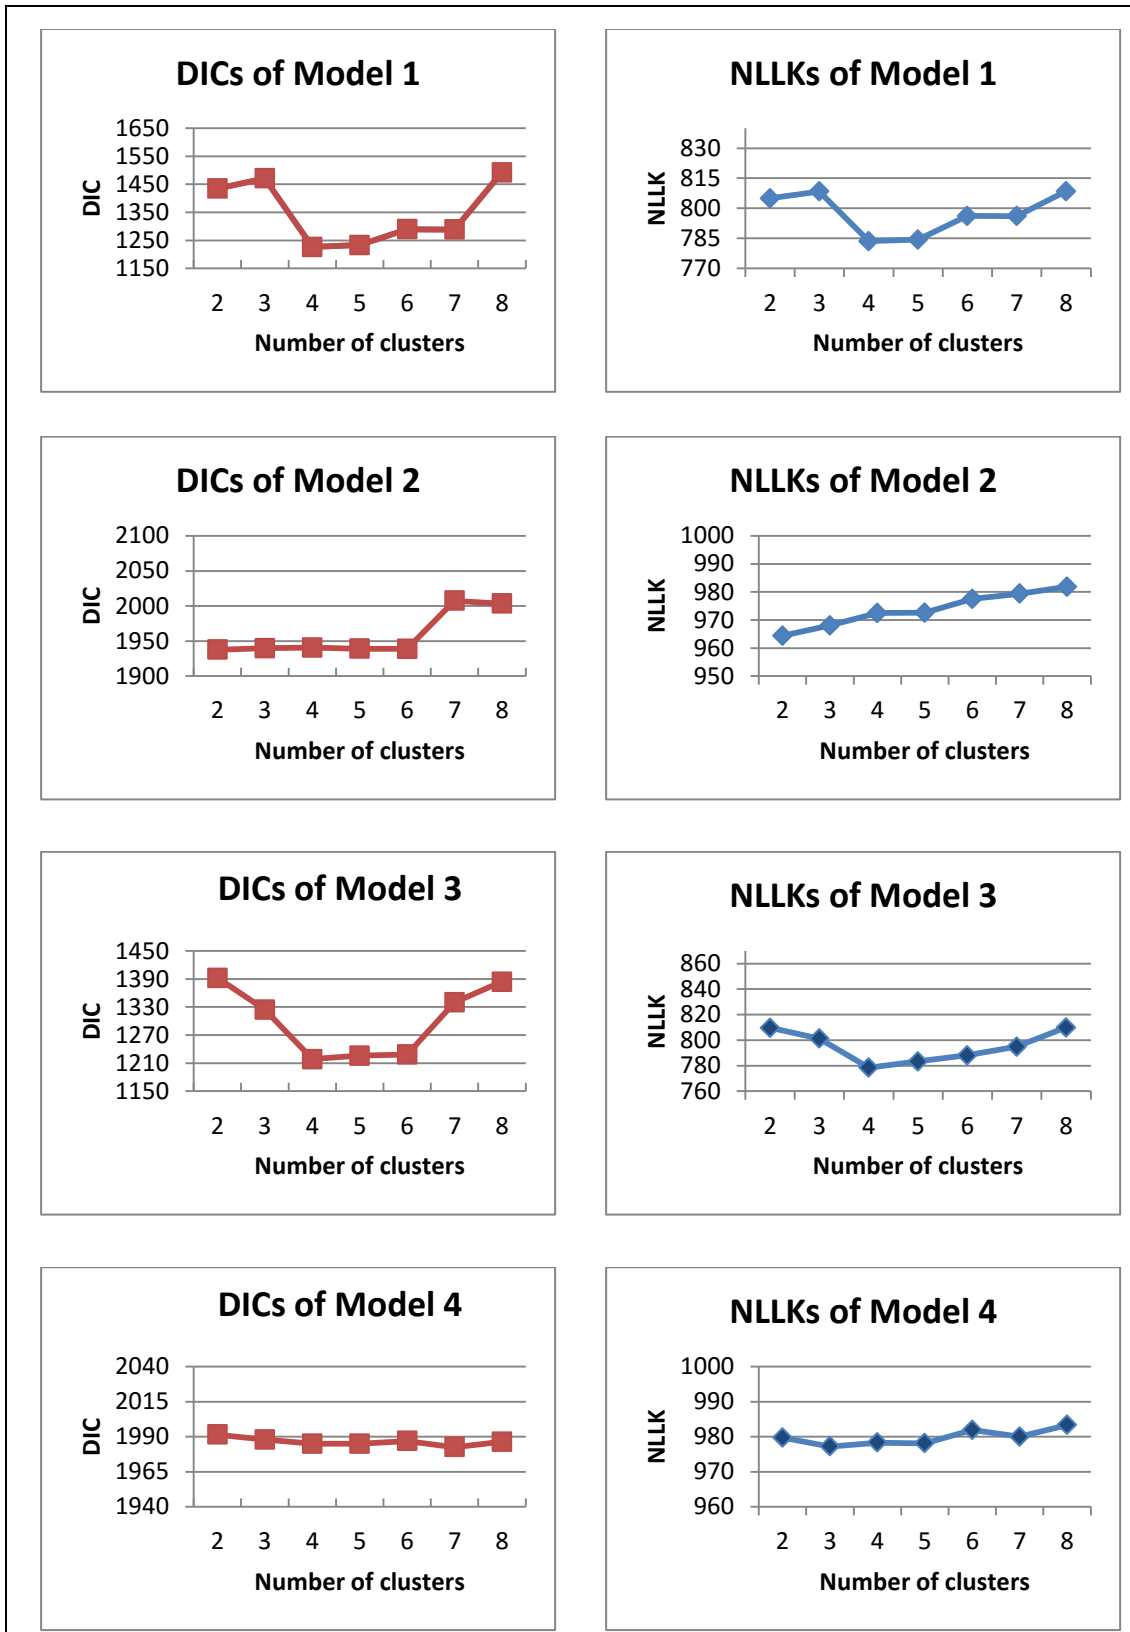 DICs of Model 1
DIC
1650
1550
1450
1350
1250
1150
2 3 4 5 6 7 8
Number of clusters
NLLKs of Model 1
NLLK
830
815
800
785
770
2 3 4 5 6 7 8
Number of clusters
DICs of Model 2
DIC
2100
2050
2000
1950
1900
2 3 4 5 6 7 8
Number of clusters
NLLKs of Model 2
NLLK
1000
990
980
970
960
950
2 3 4 5 6 7 8
Number of clusters
DICs of Model 3
DIC
1450
1390
1330
1270
1210
1150
2 3 4 5 6 7 8
Number of clusters
NLLKs of Model 3
NLLK
860
840
820
800
780
760
2 3 4 5 6 7 8
Number of clusters
DICs of Model 4
DIC
2040
2015
1990
1965
1940
2 3 4 5 6 7 8
Number of clusters
NLLKs of Model 4
NLLK
1000
990
980
970
960
2 3 4 5 6 7 8
Number of clusters